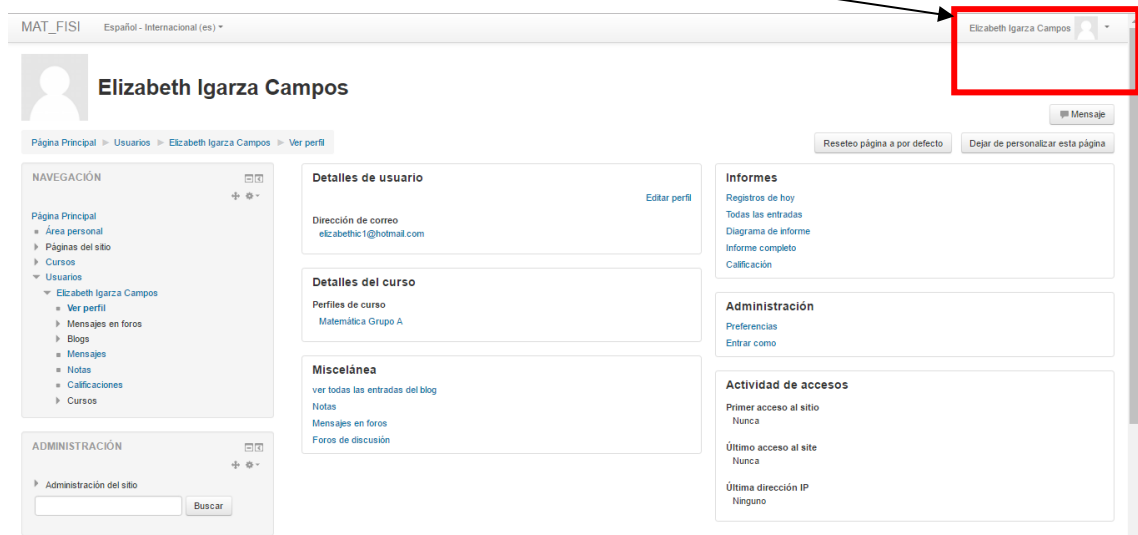 MAT_FISI
Español - Internacional (es)
Elizabeth Igarza Campos
Elizabeth Igarza Campos
Mensaje
Página Principal Usuarios Elizabeth Igarza Campos Ver perfil
Reseteo página a por defecto
Dejar de personalizar esta página
NAVEGACIÓN
Página Principal
Área personal
Páginas del sitio
Cursos
Usuarios
Elizabeth Igarza Campos
Ver perfil
Mensajes en foros
Blogs
Mensajes
Notas
Calificaciones
Cursos
ADMINISTRACIÓN
Administración del sitio
Buscar
Detalles de usuario
Editar perfil
Dirección de correo
elizabethic1@hotmail.com
Detalles del curso
Perfiles de curso
Matemática Grupo A
Miscelánea
ver todas las entradas del blog
Notas
Mensajes en foros
Foros de discusión
Informes
Registros de hoy
Todas las entradas
Diagrama de informe
Informe completo
Calificación
Administración
Preferencias
Entrar como
Actividad de accesos
Primer acceso al sitio
Nunca
Último acceso al site
Nunca
Última dirección IP
Ninguno